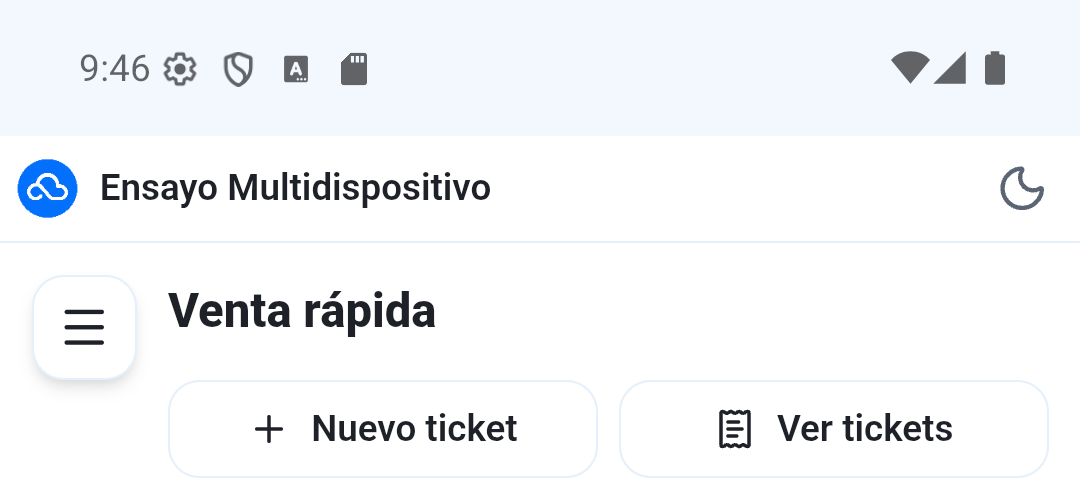 9:46
Ensayo Multidispositivo
Venta rápida
Nuevo ticket
Ver tickets